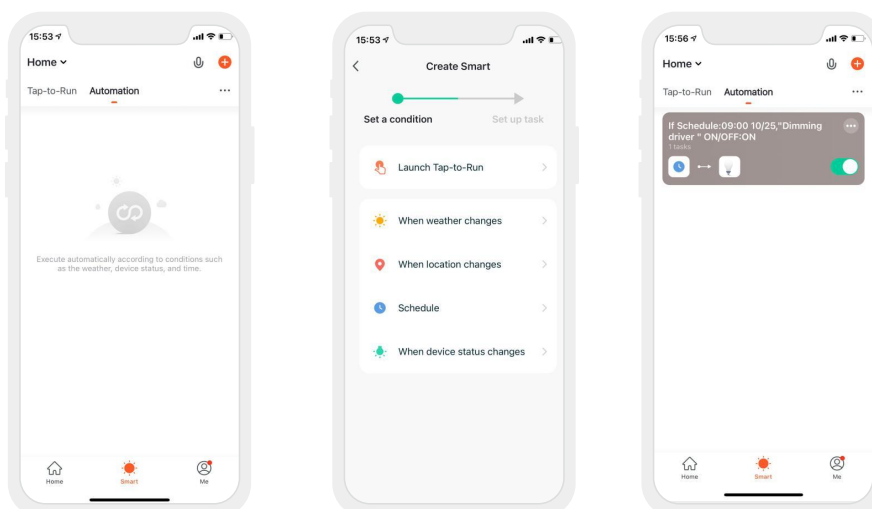 15:53
Home
Tap-to-Run Automation
Execute automatically according to conditions such
as the weather, device status, and time.
Home Smart Me
15:53
Create Smart
Set a condition Set up task
Launch Tap-to-Run
When weather changes
When location changes
Schedule
When device status changes
15:56
Home
Tap-to-Run Automation
If Schedule:09:00 10/25,"Dimming
driver " ON/OFF:ON
1 tasks
Home Smart Me